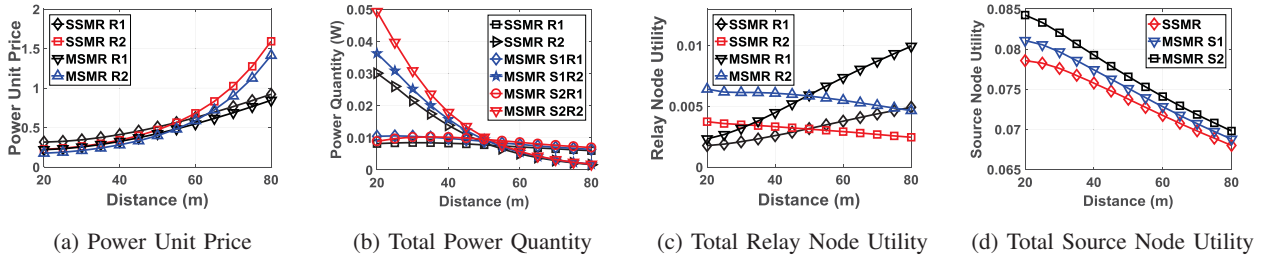 Power Unit Price
2
1.5
1
0.5
0
SSMR R1
SSMR R2
MSMR R1
MSMR R2
20
40
60
80
Distance (m)
(a) Power Unit Price
Power Quantity (W)
0.05
0.04
0.03
0.02
0.01
0
SSMR R1
SSMR R2
MSMR S1R1
MSMR S1R2
MSMR S2R1
MSMR S2R2
20
40
60
80
Distance (m)
(b) Total Power Quantity
Relay Node Utility
0.01
0.005
0
SSMR R1
SSMR R2
MSMR R1
MSMR R2
20
40
60
80
Distance (m)
(c) Total Relay Node Utility
Source Node Utility
0.085
0.08
0.075
0.07
0.065
SSMR
MSMR S1
MSMR S2
20
40
60
80
Distance (m)
(d) Total Source Node Utility